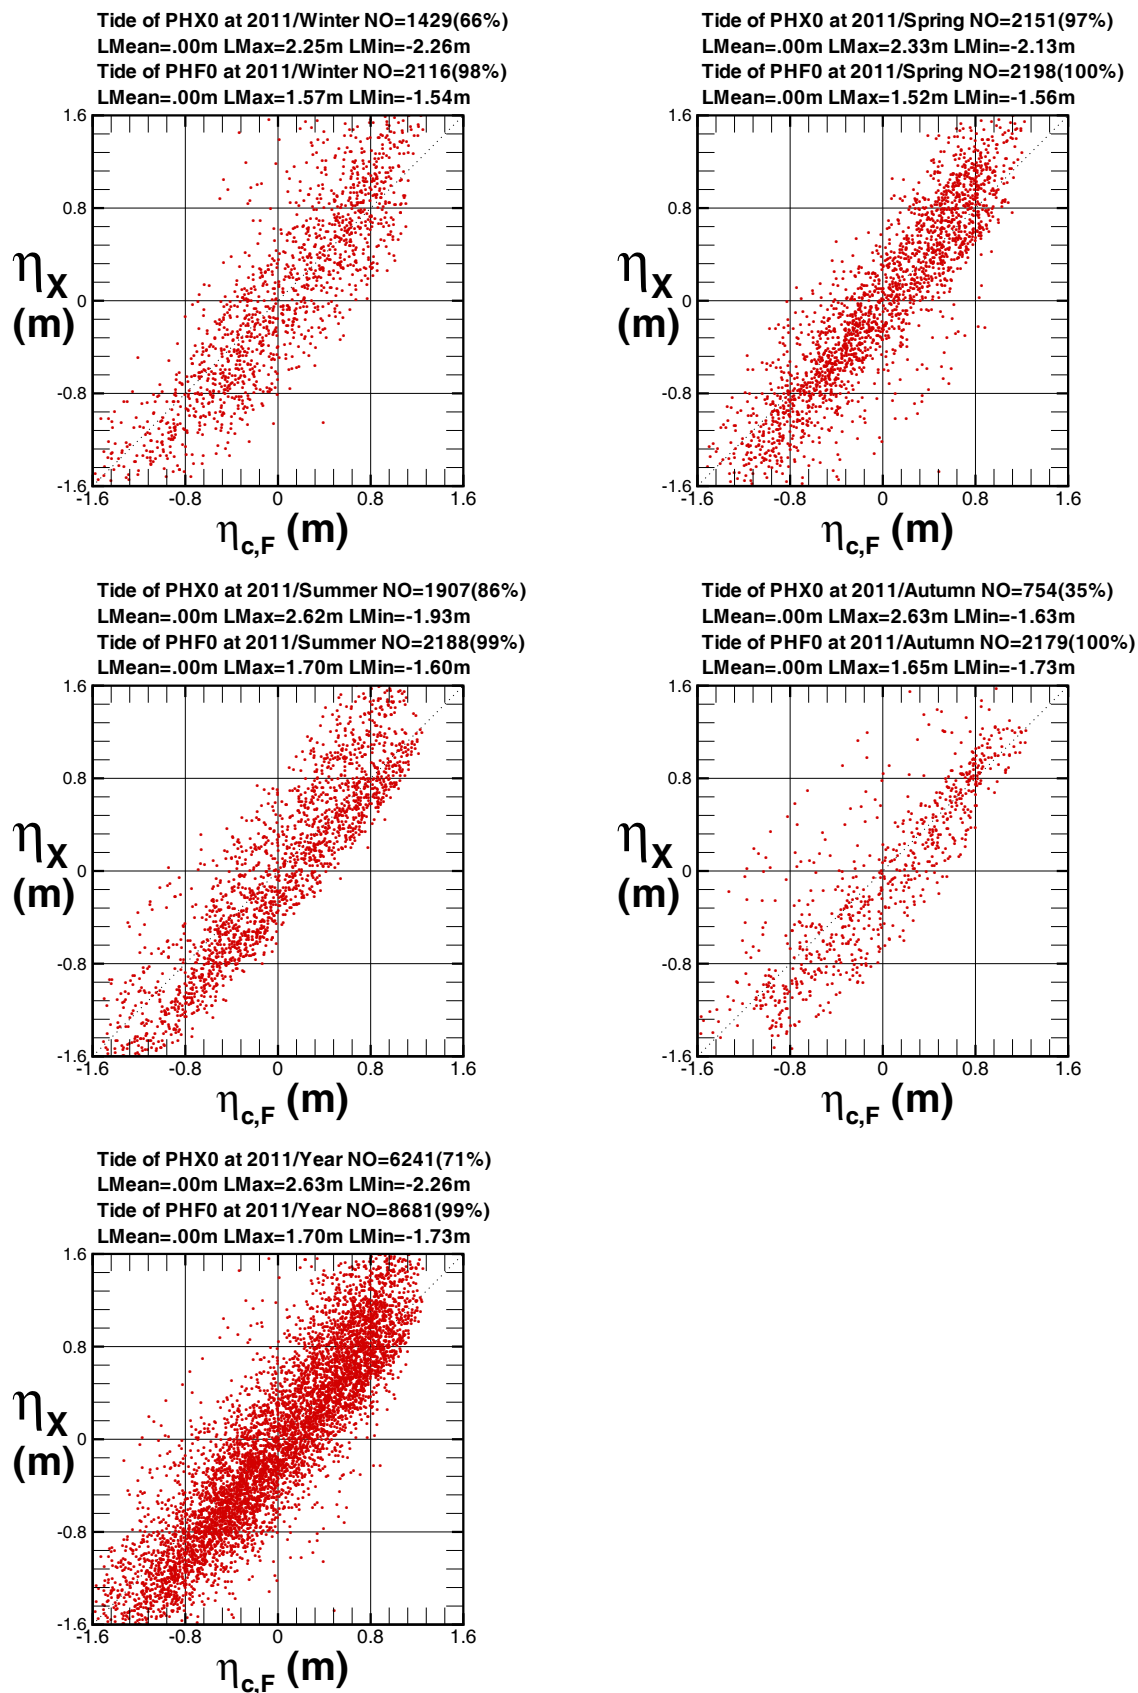 Tide of PHX0 at 2011/Winter NO=1429(66%)
LMean=.00m LMax=2.25m LMin=-2.26m
Tide of PHF0 at 2011/Winter NO=2116(98%)
LMean=.00m LMax=1.57m LMin=-1.54m
1.6
0.8
0
-0.8
-1.6
ηX
(m)
-1.6 -0.8 0 0.8 1.6
ηc,F (m)
Tide of PHX0 at 2011/Spring NO=2151(97%)
LMean=.00m LMax=2.33m LMin=-2.13m
Tide of PHF0 at 2011/Spring NO=2198(100%)
LMean=.00m LMax=1.52m LMin=-1.56m
1.6
0.8
0
-0.8
-1.6
ηX
(m)
-1.6 -0.8 0 0.8 1.6
ηc,F (m)
Tide of PHX0 at 2011/Summer NO=1907(86%)
LMean=.00m LMax=2.62m LMin=-1.93m
Tide of PHF0 at 2011/Summer NO=2188(99%)
LMean=.00m LMax=1.70m LMin=-1.60m
1.6
0.8
0
-0.8
-1.6
ηX
(m)
-1.6 -0.8 0 0.8 1.6
ηc,F (m)
Tide of PHX0 at 2011/Autumn NO=754(35%)
LMean=.00m LMax=2.63m LMin=-1.63m
Tide of PHF0 at 2011/Autumn NO=2179(100%)
LMean=.00m LMax=1.65m LMin=-1.73m
1.6
0.8
0
-0.8
-1.6
ηX
(m)
-1.6 -0.8 0 0.8 1.6
ηc,F (m)
Tide of PHX0 at 2011/Year NO=6241(71%)
LMean=.00m LMax=2.63m LMin=-2.26m
Tide of PHF0 at 2011/Year NO=8681(99%)
LMean=.00m LMax=1.70m LMin=-1.73m
1.6
0.8
0
-0.8
-1.6
ηX
(m)
-1.6 -0.8 0 0.8 1.6
ηc,F (m)